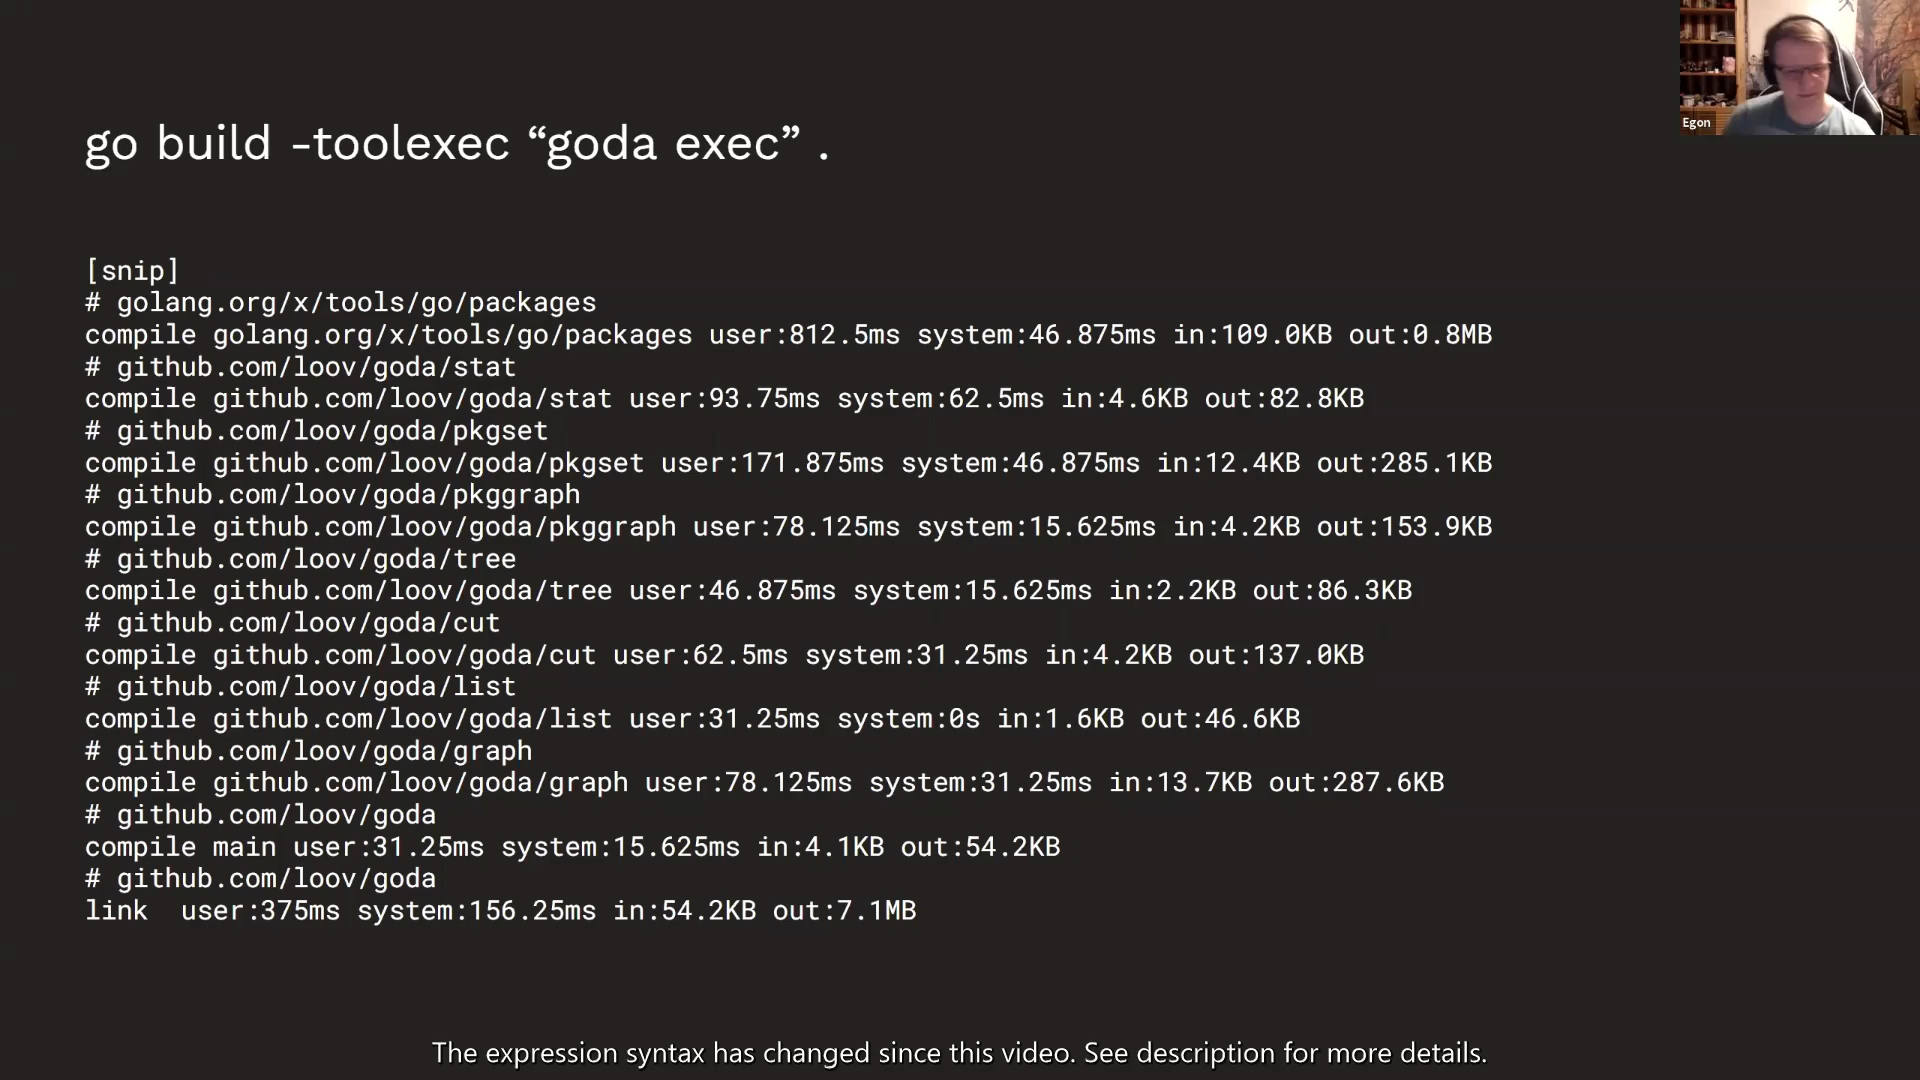 Egon
go build -toolexec “goda exec” .
[snip]
# golang.org/x/tools/go/packages
compile golang.org/x/tools/go/packages user:812.5ms system:46.875ms in:109.0KB out:0.8MB
# github.com/loov/goda/stat
compile github.com/loov/goda/stat user:93.75ms system:62.5ms in:4.6KB out:82.8KB
# github.com/loov/goda/pkgset
compile github.com/loov/goda/pkgset user:171.875ms system:46.875ms in:12.4KB out:285.1KB
# github.com/loov/goda/pkggraph
compile github.com/loov/goda/pkggraph user:78.125ms system:15.625ms in:4.2KB out:153.9KB
# github.com/loov/goda/tree
compile github.com/loov/goda/tree user:46.875ms system:15.625ms in:2.2KB out:86.3KB
# github.com/loov/goda/cut
compile github.com/loov/goda/cut user:62.5ms system:31.25ms in:4.2KB out:137.0KB
# github.com/loov/goda/list
compile github.com/loov/goda/list user:31.25ms system:0s in:1.6KB out:46.6KB
# github.com/loov/goda/graph
compile github.com/loov/goda/graph user:78.125ms system:31.25ms in:13.7KB out:287.6KB
# github.com/loov/goda
compile main user:31.25ms system:15.625ms in:4.1KB out:54.2KB
# github.com/loov/goda
link  user:375ms system:156.25ms in:54.2KB out:7.1MB
The expression syntax has changed since this video. See description for more details.